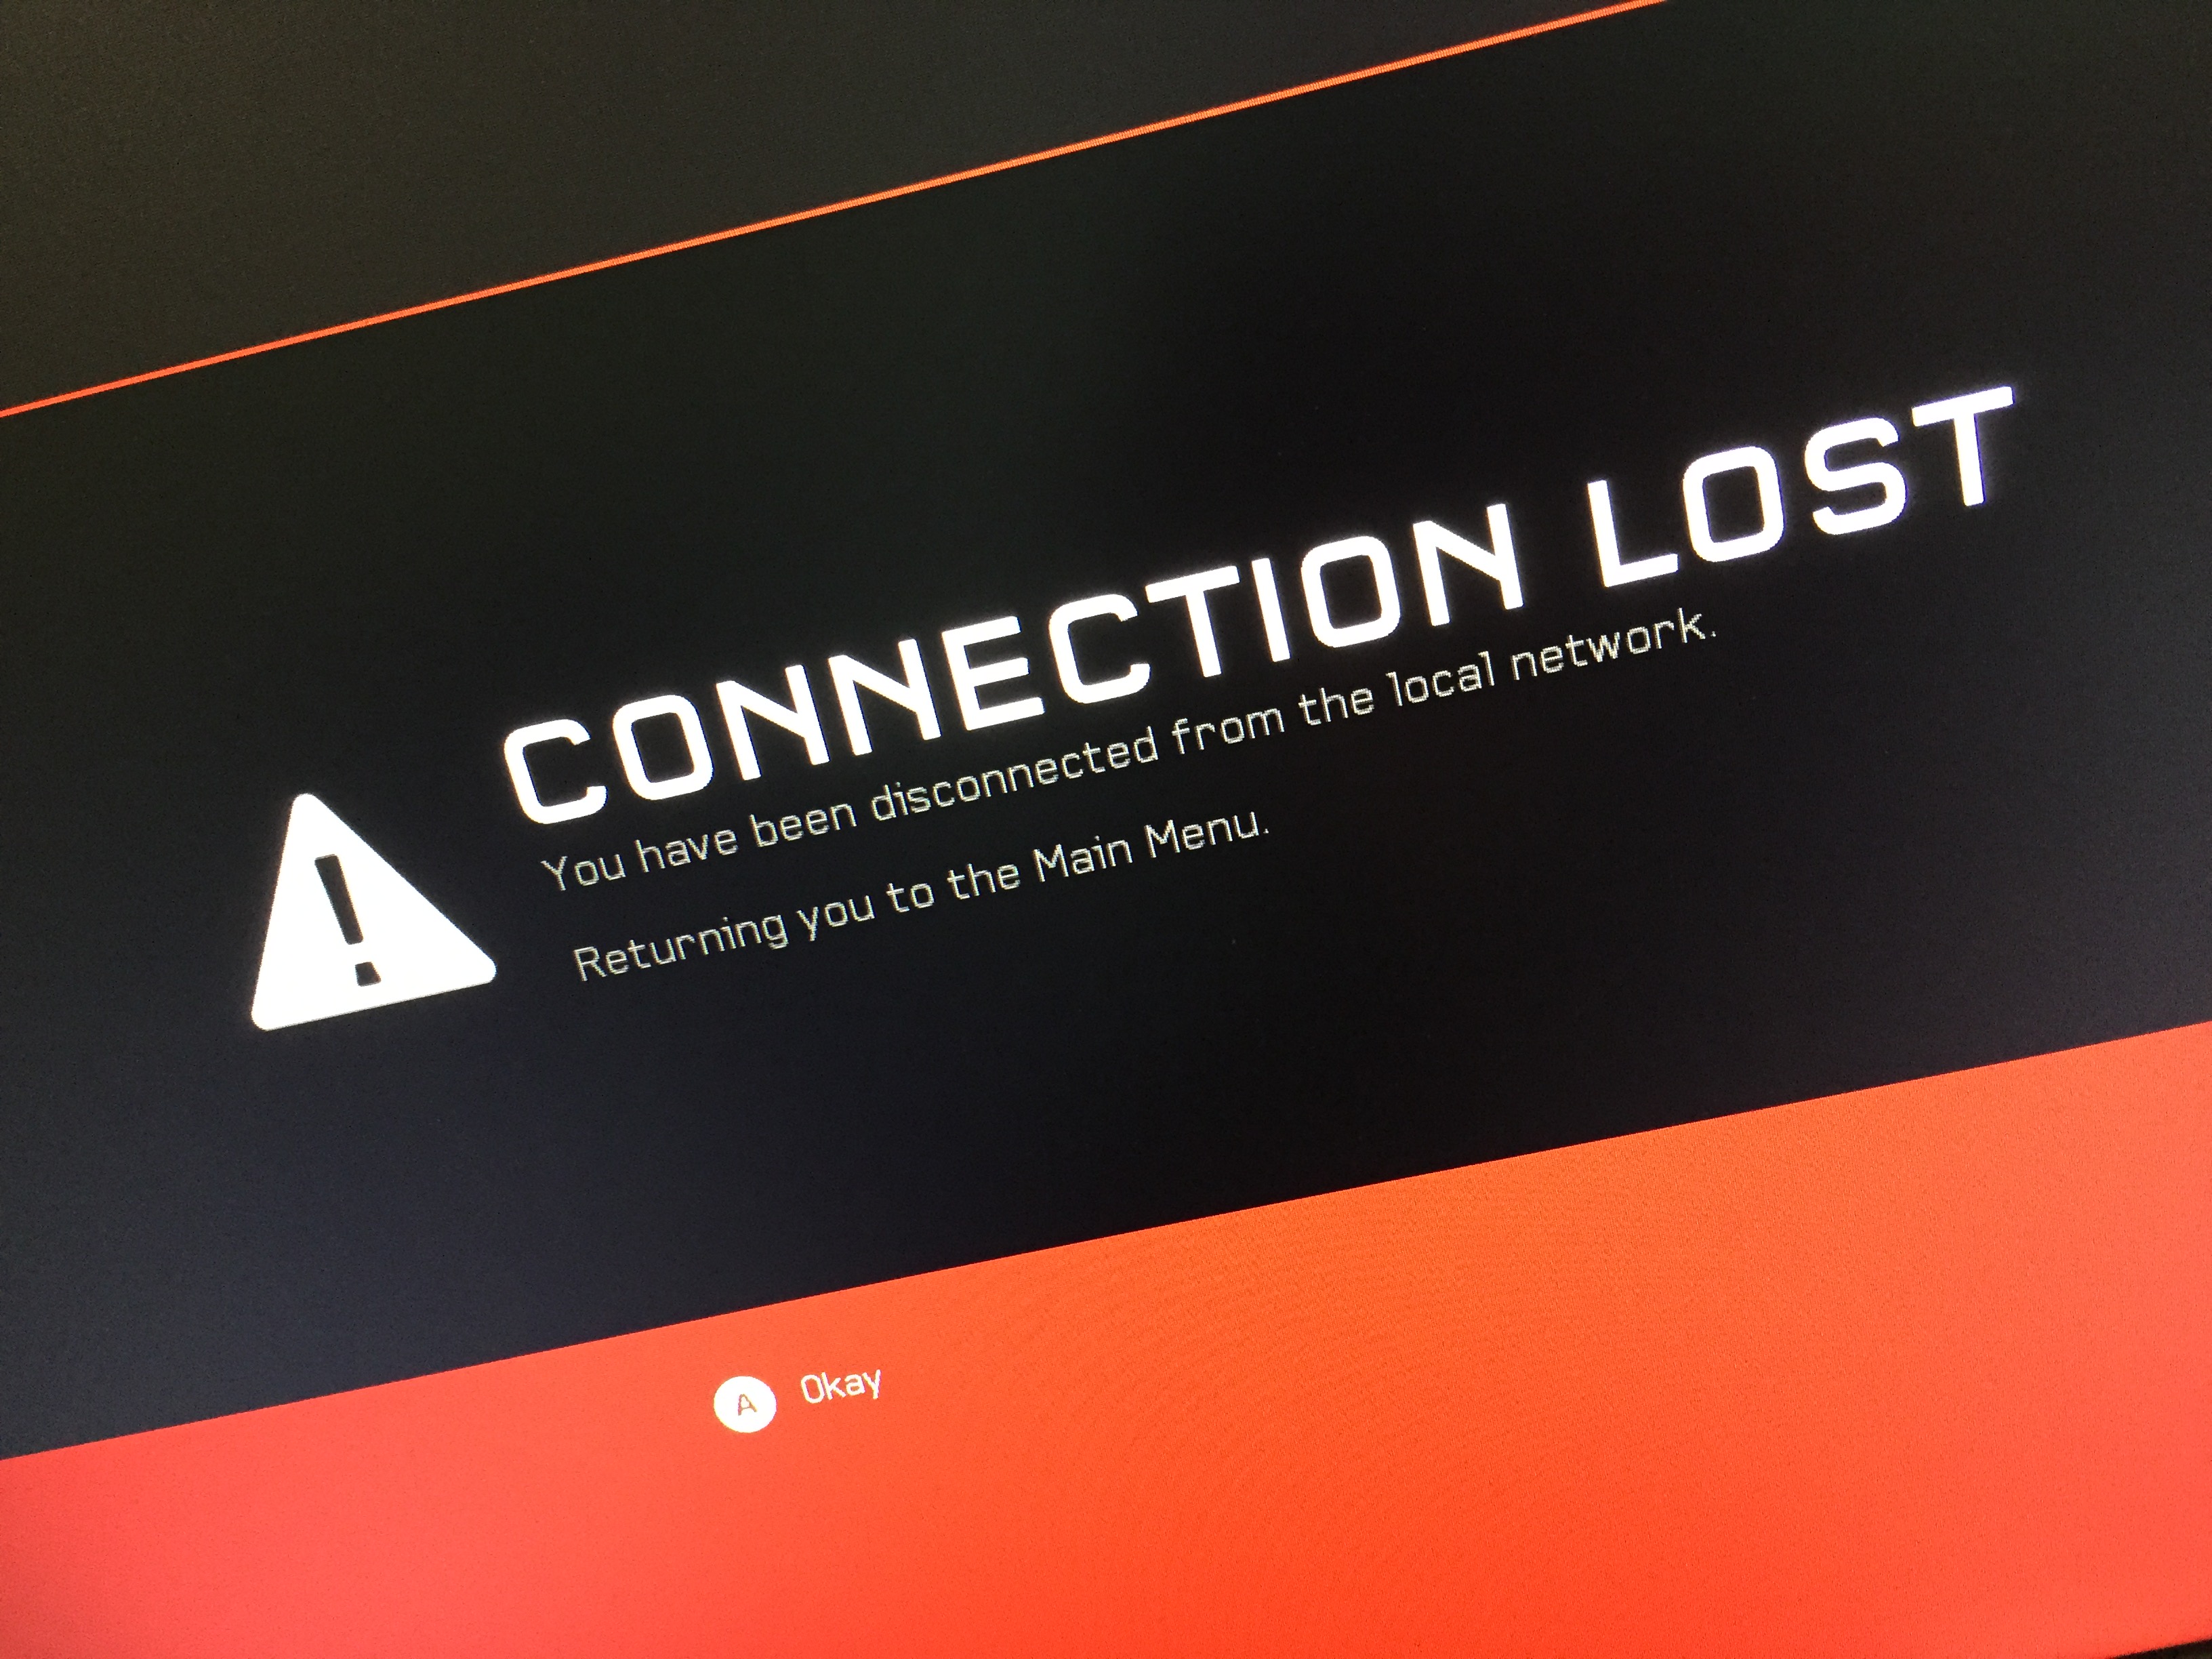 CONNECTION LOST
You have been disconnected from the local network.
Returning you to the Main Menu.
A Okay